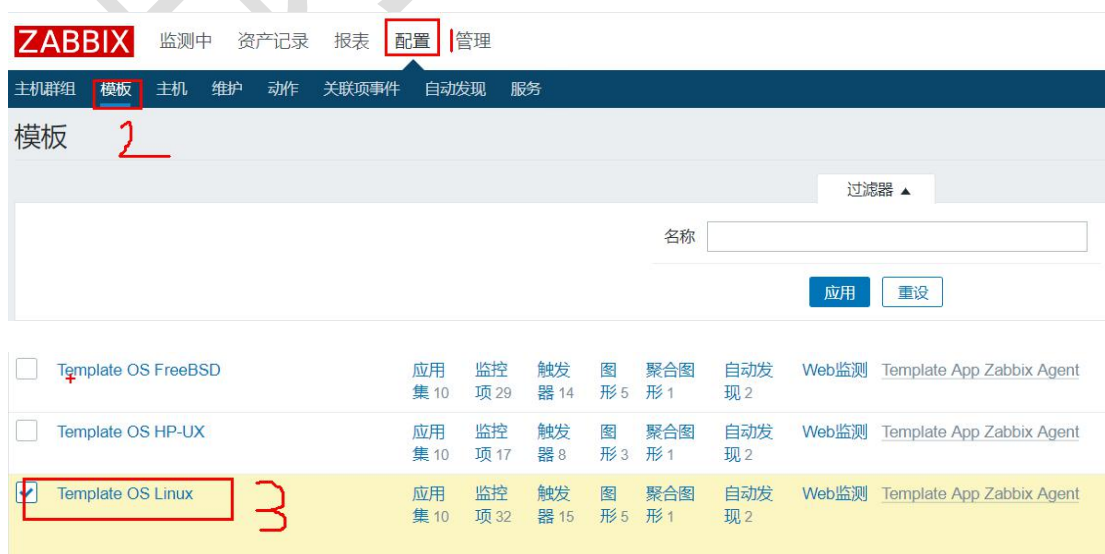 ZABBIX 监测中 资产记录 报表 配置 1 管理
主机群组 模板 主机 维护 动作 关联项事件 自动发现 服务
模板 2
过滤器 ▲
名称
应用 重设
Template OS FreeBSD 应用集 10 监控项 29 触发器 14 图形 5 聚合图形 1 自动发现 2 Web监测 Template App Zabbix Agent
Template OS HP-UX 应用集 10 监控项 17 触发器 8 图形 3 聚合图形 1 自动发现 2 Web监测 Template App Zabbix Agent
Template OS Linux 3 应用集 10 监控项 32 触发器 15 图形 5 聚合图形 1 自动发现 2 Web监测 Template App Zabbix Agent